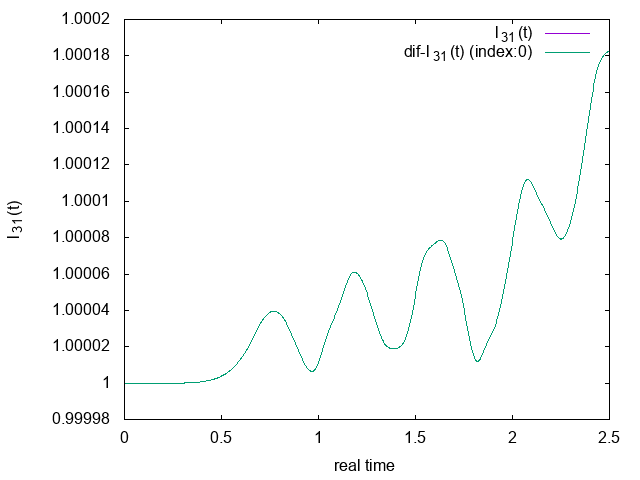 1.0002
1.00018
1.00016
1.00014
1.00012
1.0001
1.00008
1.00006
1.00004
1.00002
1
0.99998
I31(t)
I31(t)
dif-I31(t) (index:0)
0 0.5 1 1.5 2 2.5
real time